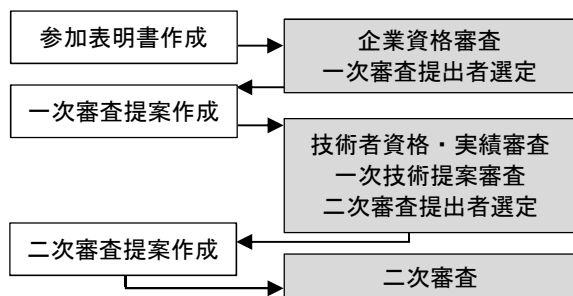 参加表明書作成
企業資格審査
一次審査提出者選定
一次審査提案作成
技術者資格・実績審査
一次技術提案審査
二次審査提出者選定
二次審査提案作成
二次審査